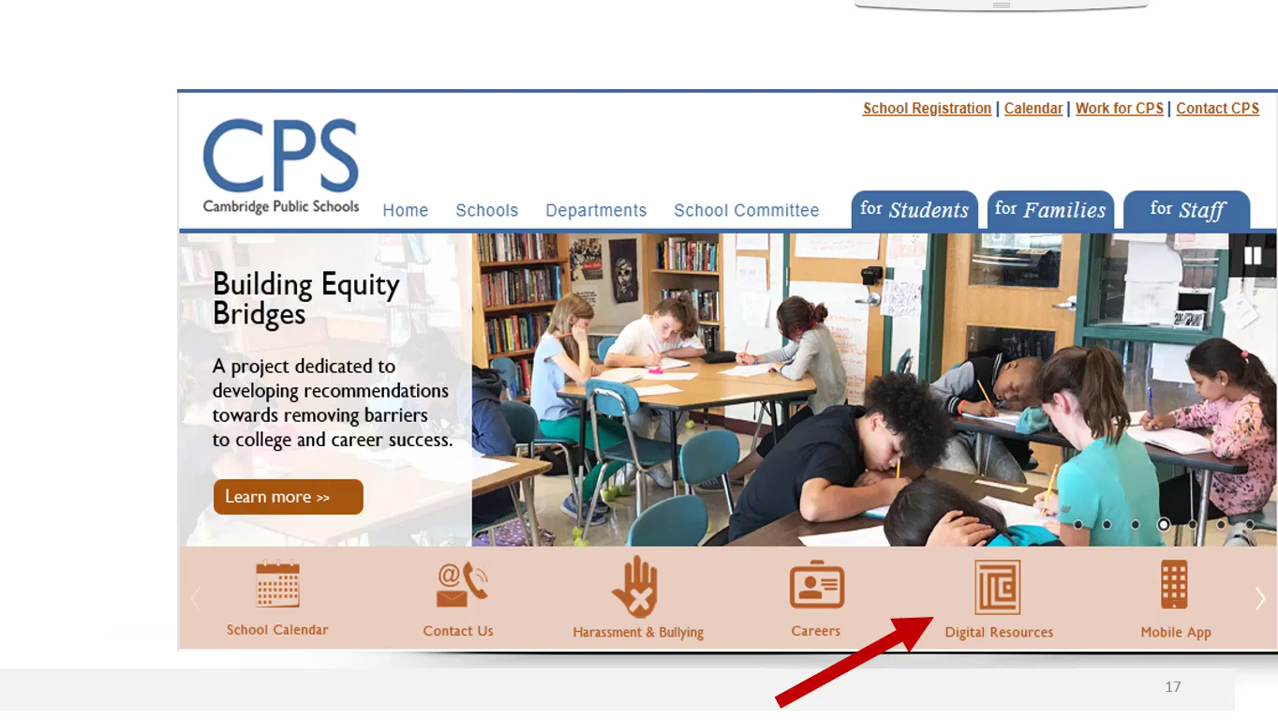 School Registration | Calendar | Work for CPS | Contact CPS
CPS
Cambridge Public Schools
Home Schools Departments School Committee for Students for Families for Staff
Building Equity
Bridges
A project dedicated to
developing recommendations
towards removing barriers
to college and career success.
Learn more >>
School Calendar Contact Us Harassment & Bullying Careers Digital Resources Mobile App
17